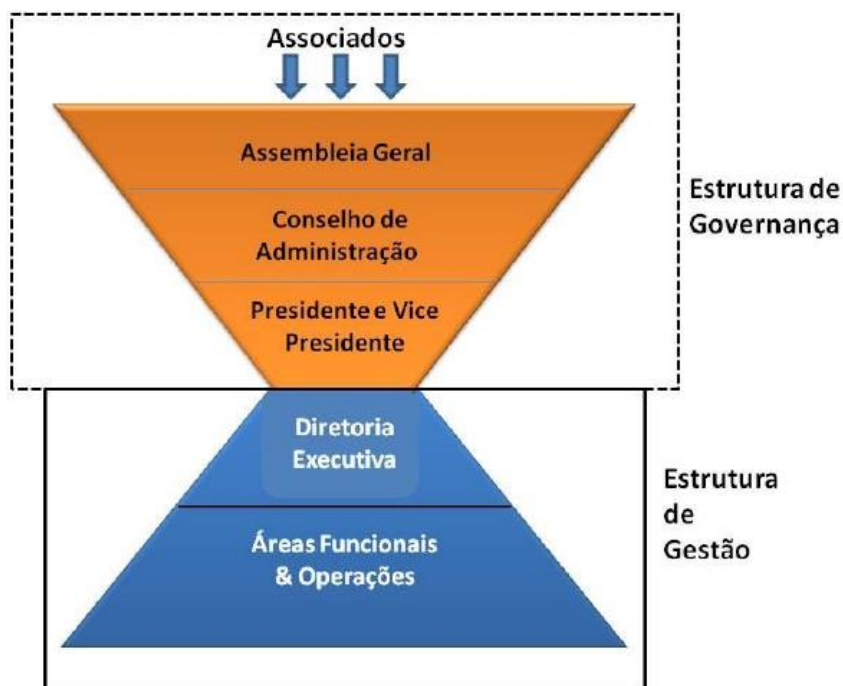 Associados
Assembleia Geral
Conselho de
Administração
Presidente e Vice
Presidente
Estrutura de
Governança
Diretoria
Executiva
Áreas Funcionais
& Operações
Estrutura
de
Gestão